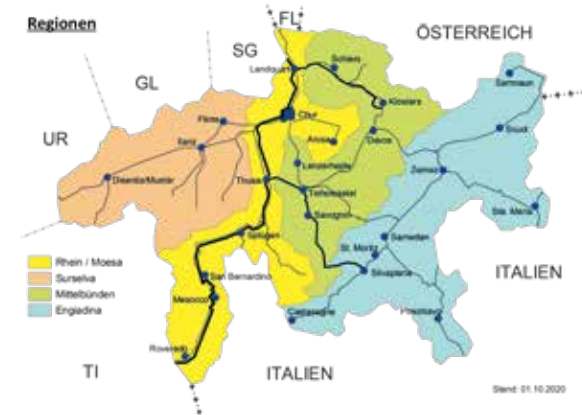 Regionen
FL
ÖSTERREICH
SG
GL
UR
Landquart
Schiers
Klosters
Samnaun
Chur
Flims
Ilanz
Arosa
Davos
Scuol
Disentis/Mustér
Thusis
Lenzerheide
Zernez
Tiefencastel
Savognin
Sta. Maria
Splügen
St. Moritz
Samedan
Silvaplana
ITALIEN
Rhein / Moesa
Surselva
Mittelbünden
Engiadina
San Bernardino
Mesocco
Castasegna
Poschiavo
Roveredo
TI
ITALIEN
Stand: 01.10.2020